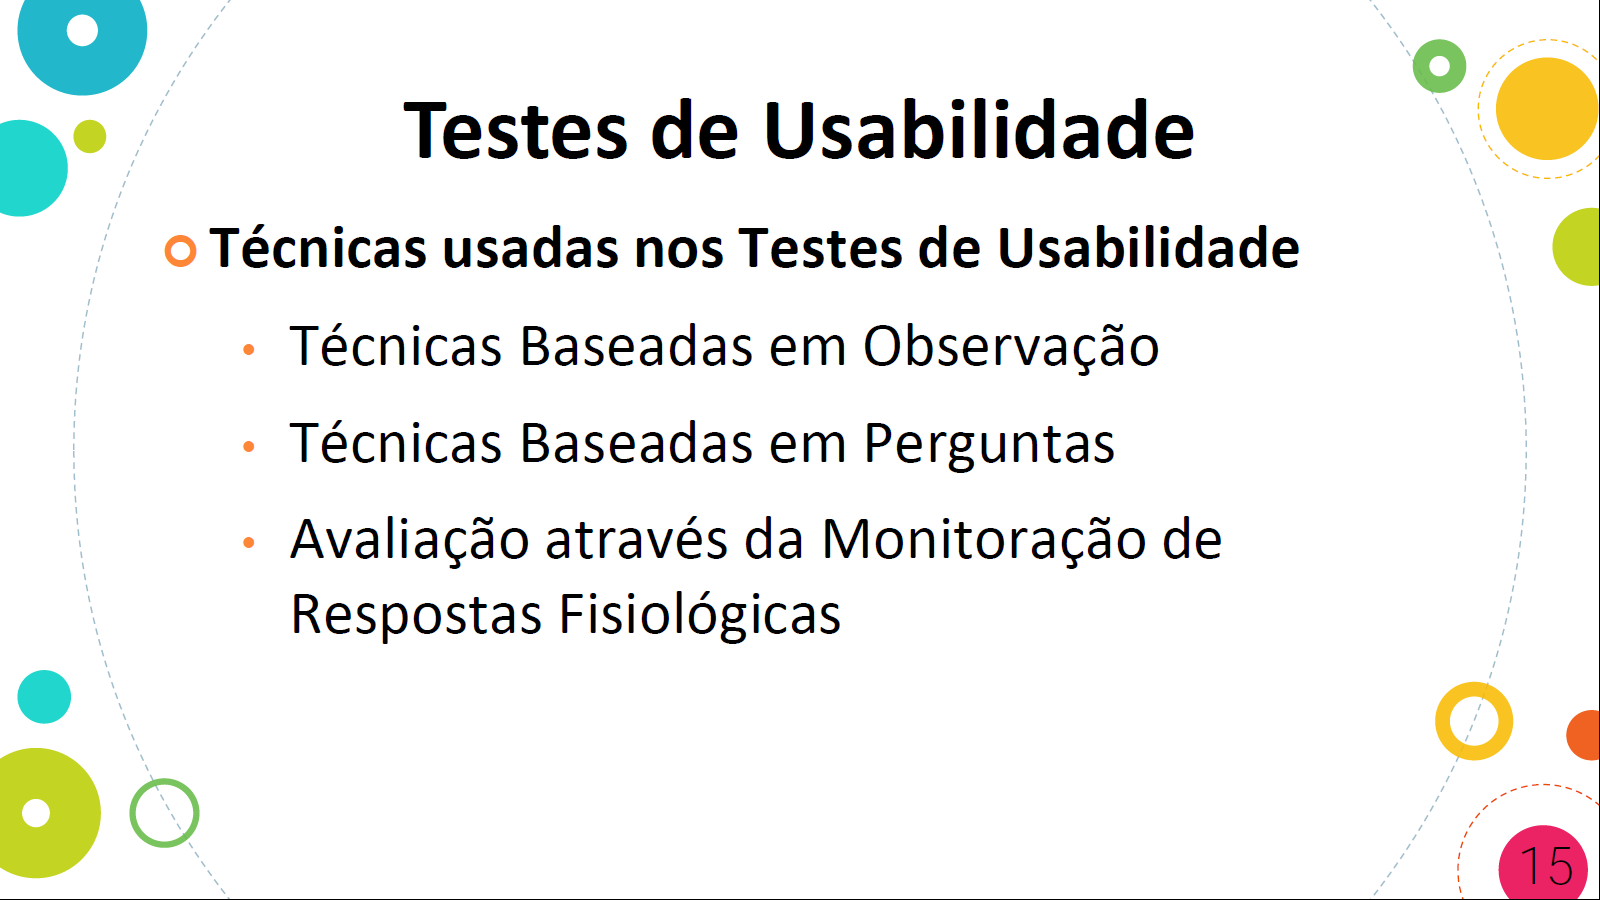 Testes de Usabilidade
Técnicas usadas nos Testes de Usabilidade
• Técnicas Baseadas em Observação
• Técnicas Baseadas em Perguntas
• Avaliação através da Monitoração de
Respostas Fisiológicas
15